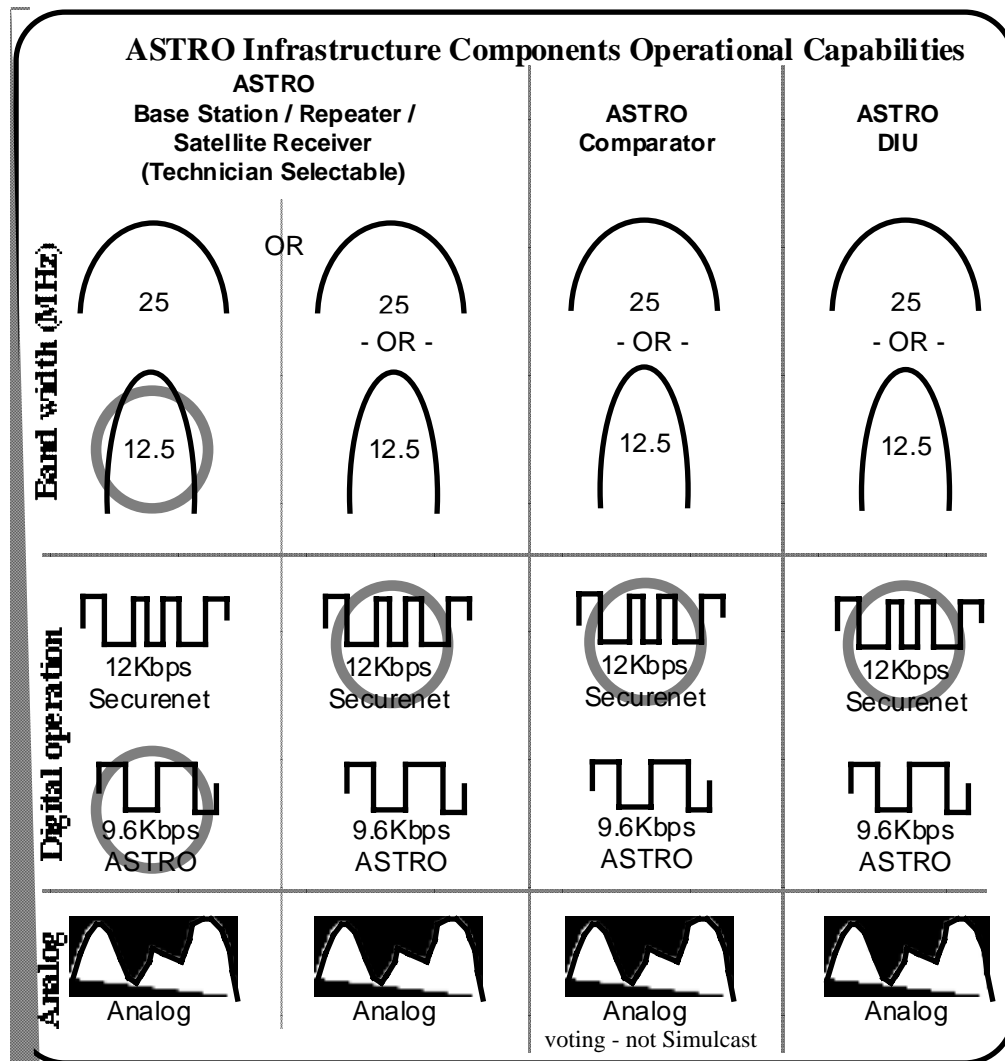 ASTRO Infrastructure Components Operational Capabilities
ASTRO
Base Station / Repeater /
Satellite Receiver
(Technician Selectable)
ASTRO
Comparator
ASTRO
DIU
Band width (MHz)
25
OR
25
25
25
- OR -
- OR -
- OR -
12.5
12.5
12.5
12.5
Digital operation
12Kbps
Securenet
12Kbps
Securenet
12Kbps
Securenet
12Kbps
Securenet
9.6Kbps
ASTRO
9.6Kbps
ASTRO
9.6Kbps
ASTRO
9.6Kbps
ASTRO
Analog
Analog
Analog
Analog
voting - not Simulcast
Analog